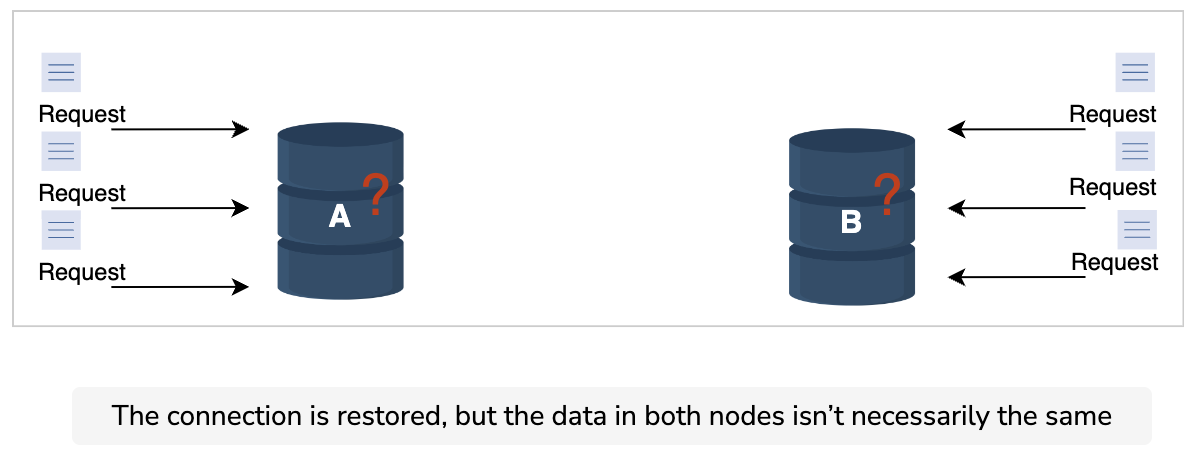 Request
Request
Request
A
?
B
?
Request
Request
Request
The connection is restored, but the data in both nodes isn’t necessarily the same